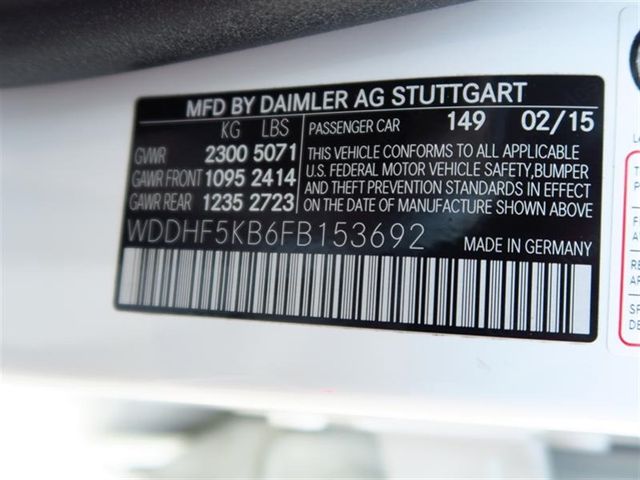 MFD BY DAIMLER AG STUTTGART
KG LBS
GVWR 2300 5071
GAWR FRONT 1095 2414
GAWR REAR 1235 2723
PASSENGER CAR 149 02/15
THIS VEHICLE CONFORMS TO ALL APPLICABLE
U.S. FEDERAL MOTOR VEHICLE SAFETY,BUMPER
AND THEFT PREVENTION STANDARDS IN EFFECT
ON THE DATE OF MANUFACTURE SHOWN ABOVE
WDDHF5KB6FB153692
MADE IN GERMANY